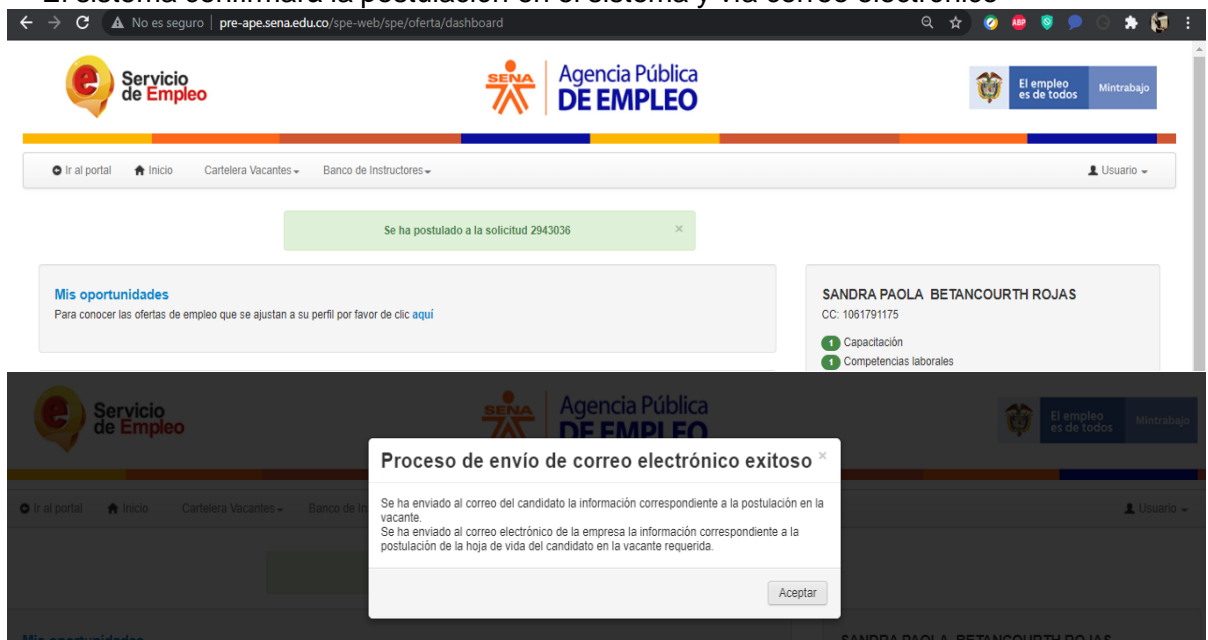 El sistema confirmará la postulación en el sistema y vía correo electrónico
No es seguro | pre-ape.sena.edu.co/spe-web/spe/oferta/dashboard
ABP
e Servicio de Empleo
SENA
Agencia Pública
DE EMPLEO
El empleo
es de todos
Mintrabajo
Ir al portal Inicio Cartelera Vacantes Banco de Instructores Usuario
Se ha postulado a la solicitud 2943036 ×
Mis oportunidades
Para conocer las ofertas de empleo que se ajustan a su perfil por favor de clic aquí
SANDRA PAOLA BETANCOURTH ROJAS
CC: 1061791175
1 Capacitación
1 Competencias laborales
e Servicio de Empleo
SENA
Agencia Pública
DE EMPLEO
El empleo
es de todos
Mintrabajo
Ir al portal Inicio Cartelera Vacantes Banco de In
Usuario
Proceso de envío de correo electrónico exitoso ×
Se ha enviado al correo del candidato la información correspondiente a la postulación en la
vacante.
Se ha enviado al correo electrónico de la empresa la información correspondiente a la
postulación de la hoja de vida del candidato en la vacante requerida.
Aceptar
Mis oportunidades
SANDRA PAOLA BETANCOURTH ROJAS